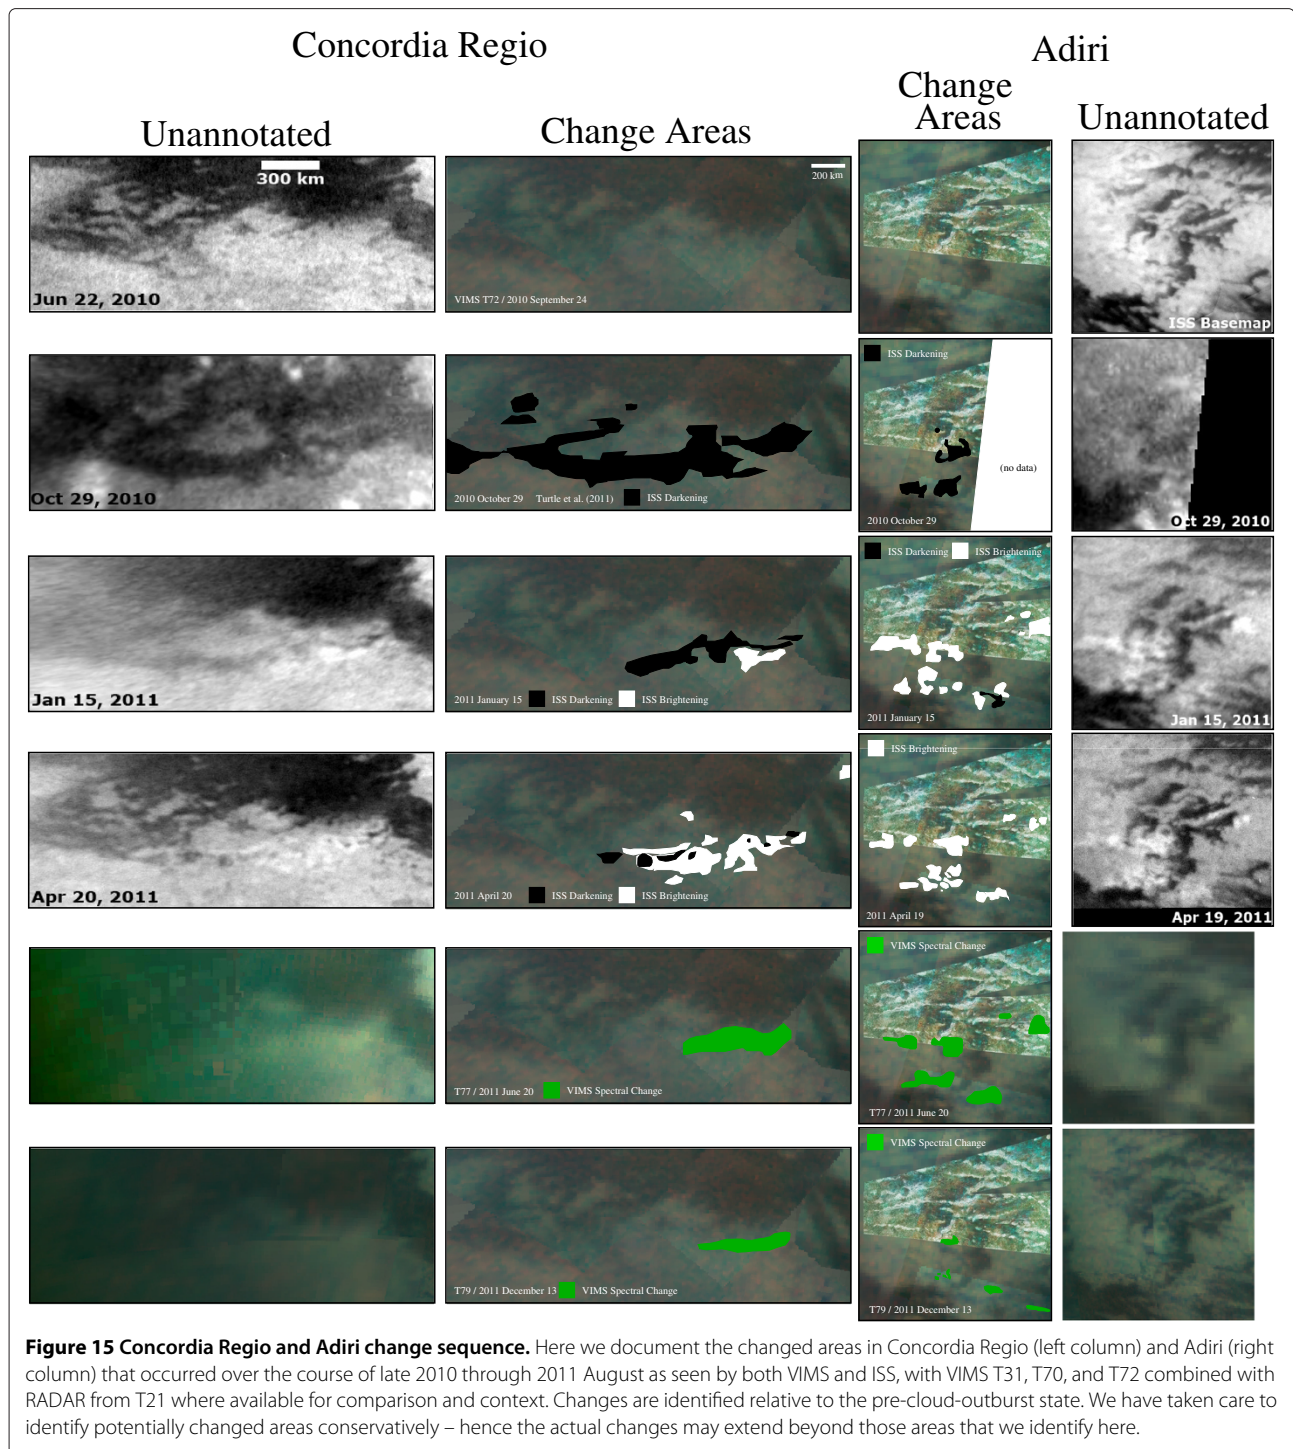 Concordia Regio
Adiri
Unannotated
Change Areas
Change
Areas
Unannotated
300 km
Jun 22, 2010
200 km
VIMS T72 / 2010 September 24
ISS Basemap
Oct 29, 2010
2010 October 29 Turtle et al. (2011) ISS Darkening
ISS Darkening
(no data)
2010 October 29
Oct 29, 2010
Jan 15, 2011
2011 January 15 ISS Darkening ISS Brightening
ISS Darkening ISS Brightening
2011 January 15
Jan 15, 2011
Apr 20, 2011
2011 April 20 ISS Darkening ISS Brightening
ISS Brightening
2011 April 19
Apr 19, 2011
T77 / 2011 June 20 VIMS Spectral Change
VIMS Spectral Change
T77 / 2011 June 20
T79 / 2011 December 13 VIMS Spectral Change
VIMS Spectral Change
T79 / 2011 December 13
Figure 15 Concordia Regio and Adiri change sequence. Here we document the changed areas in Concordia Regio (left column) and Adiri (right
column) that occurred over the course of late 2010 through 2011 August as seen by both VIMS and ISS, with VIMS T31, T70, and T72 combined with
RADAR from T21 where available for comparison and context. Changes are identified relative to the pre-cloud-outburst state. We have taken care to
identify potentially changed areas conservatively – hence the actual changes may extend beyond those areas that we identify here.